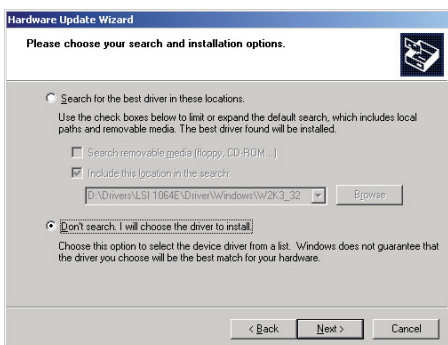 Hardware Update Wizard
Please choose your search and installation options.
Search for the best driver in these locations.
Use the check boxes below to limit or expand the default search, which includes local
paths and removable media. The best driver found will be installed.
Search removable media (floppy, CD-ROM...)
Include this location in the search:
D:\Drivers\LSI 1064E\Driver\Windows\W2K3_32
Browse
Don't search. I will choose the driver to install.
Choose this option to select the device driver from a list. Windows does not guarantee that
the driver you choose will be the best match for your hardware.
< Back Next > Cancel